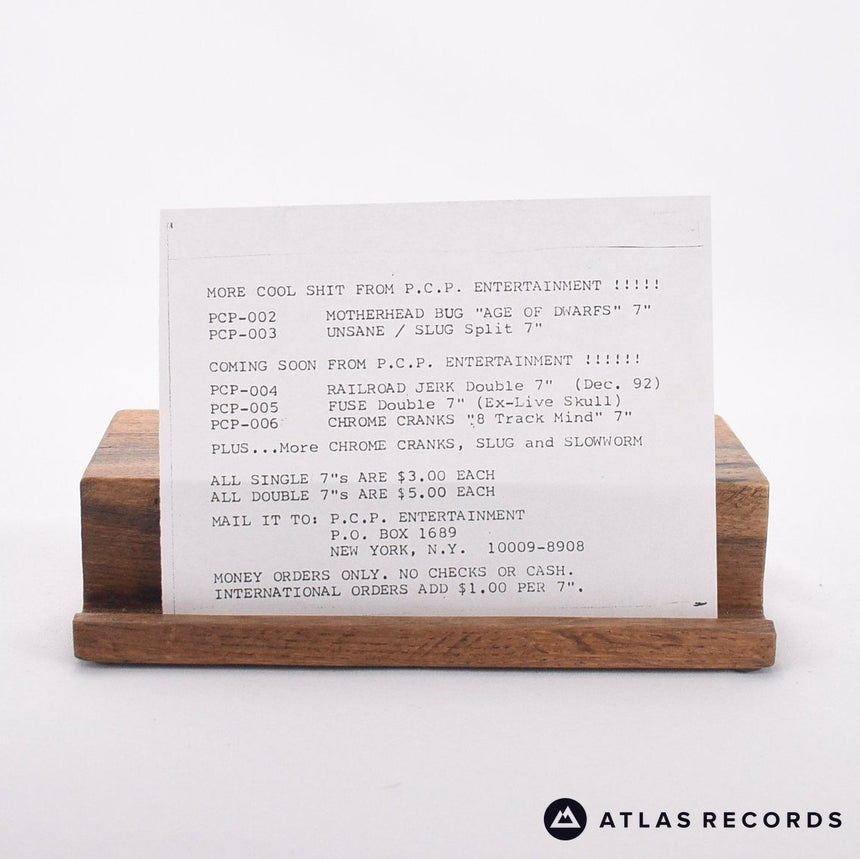 MORE COOL SHIT FROM P.C.P. ENTERTAINMENT !!!!!
PCP-002 MOTHERHEAD BUG "AGE OF DWARFS" 7"
PCP-003 UNSANE / SLUG Split 7"
COMING SOON FROM P.C.P. ENTERTAINMENT !!!!!!
PCP-004 RAILROAD JERK Double 7" (Dec. 92)
PCP-005 FUSE Double 7" (Ex-Live Skull)
PCP-006 CHROME CRANKS "8 Track Mind" 7"
PLUS...More CHROME CRANKS, SLUG and SLOWWORM
ALL SINGLE 7"s ARE $3.00 EACH
ALL DOUBLE 7"s ARE $5.00 EACH
MAIL IT TO: P.C.P. ENTERTAINMENT
P.O. BOX 1689
NEW YORK, N.Y. 10009-8908
MONEY ORDERS ONLY. NO CHECKS OR CASH.
INTERNATIONAL ORDERS ADD $1.00 PER 7".
ATLAS RECORDS